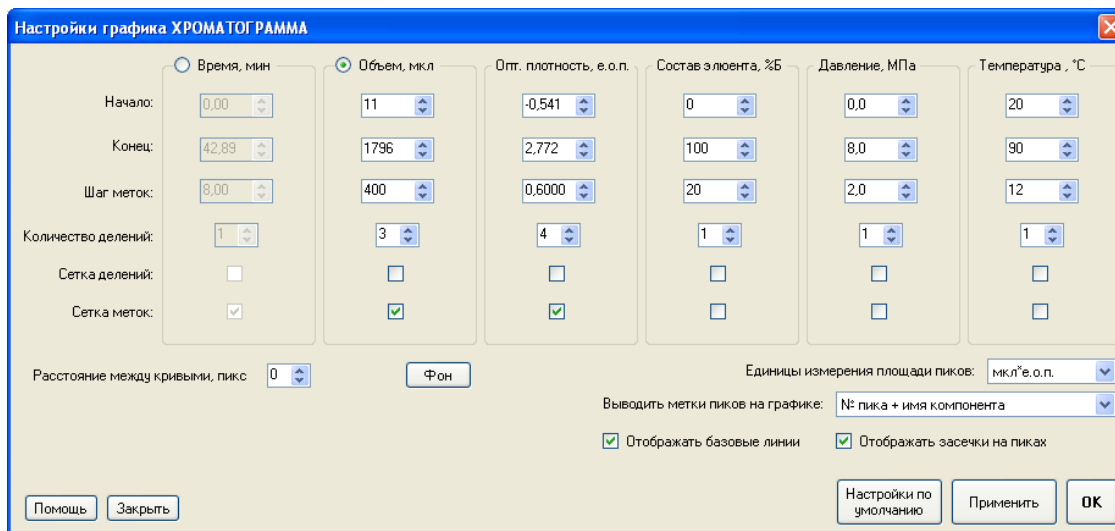 Настройки графика ХРОМАТОГРАММА
Время, мин Объем, мкл Опт. плотность, е.о.п. Состав элюента, %Б Давление, МПа Температура , °С
Начало: 0,00 11 -0,541 0 0,0 20
Конец: 42,89 1796 2,772 100 8,0 90
Шаг меток: 8,00 400 0,6000 20 2,0 12
Количество делений: 1 3 4 1 1 1
Сетка делений:
Сетка меток:
Расстояние между кривыми, пикс 0 Фон Единицы измерения площади пиков: мкл*е.о.п.
Выводить метки пиков на графике: № пика + имя компонента
Отображать базовые линии Отображать засечки на пиках
Помощь Закрыть Настройки по умолчанию Применить OK